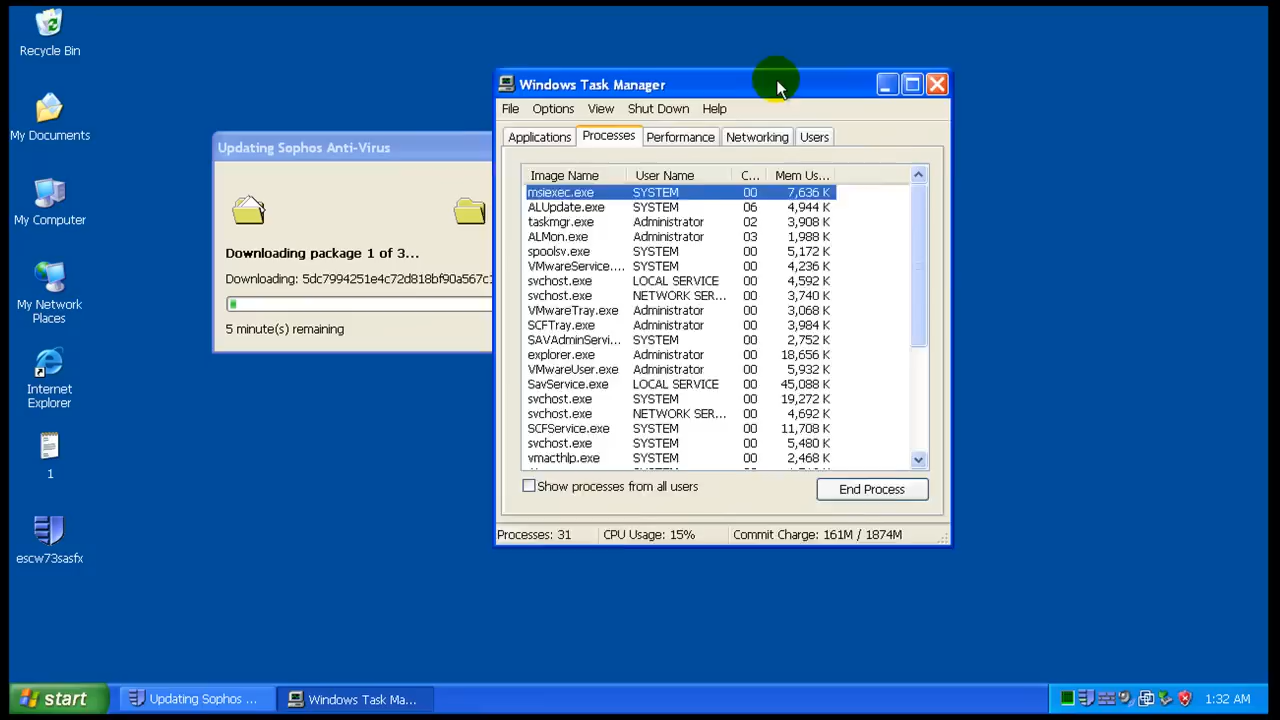 Recycle Bin
My Documents
My Computer
My Network
Places
Internet
Explorer
1
escw73sasfx
Updating Sophos Anti-Virus
Downloading package 1 of 3...
Downloading:
5 minute(s) remaining
Windows Task Manager
File Options View Shut Down Help
Applications Processes Performance Networking Users
Image Name User Name C... Mem Us...
msiexec.exe SYSTEM 00 7,636 K
ALUpdate.exe SYSTEM 06 4,944 K
taskmgr.exe Administrator 02 3,908 K
ALMon.exe Administrator 03 1,988 K
spoolsv.exe SYSTEM 00 5,172 K
VMwareService.... SYSTEM 00 4,236 K
svchost.exe LOCAL SERVICE 00 4,592 K
svchost.exe NETWORK SER... 00 3,740 K
VMwareTray.exe Administrator 00 3,068 K
SCFTray.exe Administrator 00 3,984 K
SAVAdminServi... SYSTEM 00 2,752 K
explorer.exe Administrator 00 18,656 K
VMwareUser.exe Administrator 00 5,932 K
SavService.exe LOCAL SERVICE 00 45,088 K
svchost.exe SYSTEM 00 19,272 K
svchost.exe NETWORK SER... 00 4,692 K
SCFService.exe SYSTEM 00 11,708 K
svchost.exe SYSTEM 00 5,480 K
vmacthlp.exe SYSTEM 00 2,468 K
Show processes from all users
End Process
Processes: 31 CPU Usage: 15% Commit Charge: 161M / 1874M
start Updating Sophos ... Windows Task Ma... 1:32 AM